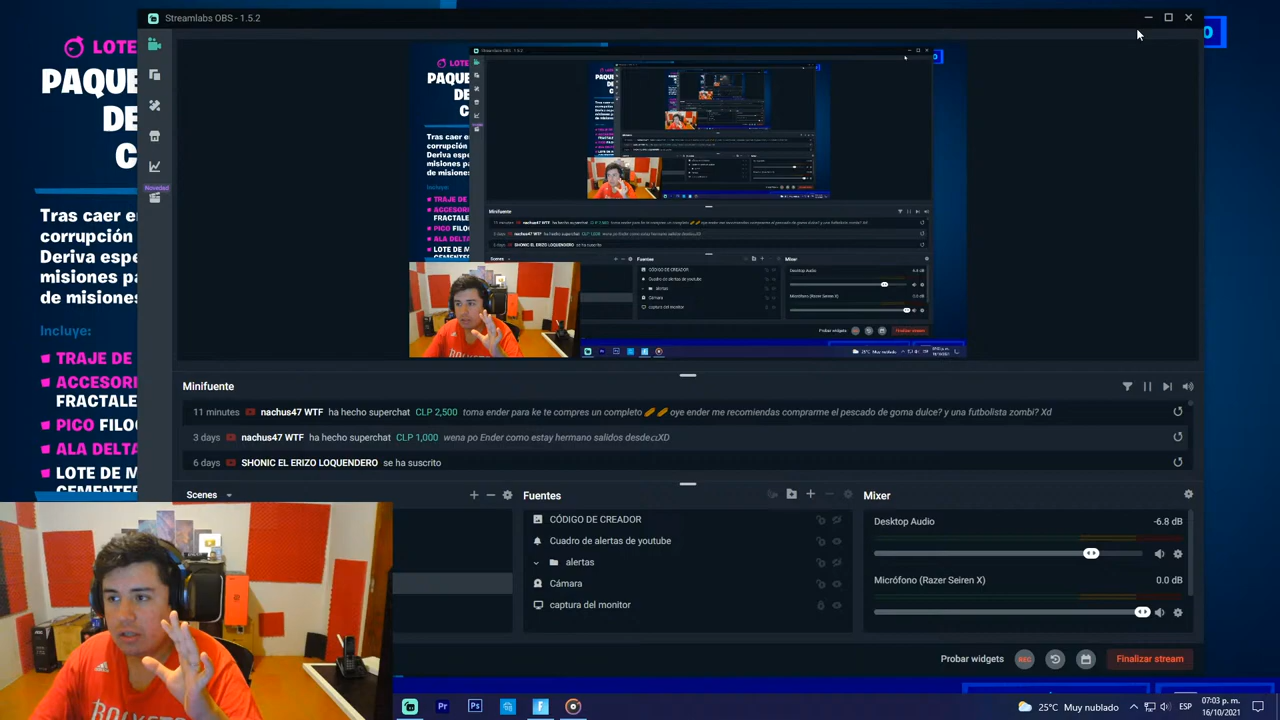 Streamlabs OBS - 1.5.2
LOTE
PAQUE
DE
C
Novedad
Tras caer en
corrupción
Deriva espe
misiones pa
de misiones
Incluye:
TRAJE DE
ACCESORI
FRACTALE
PICO FILO
ALA DELTA
LOTE DE M
CEMENTER
Minifuente
11 minutes nachus47 WTF ha hecho superchat CLP 2,500 toma ender para ke te compres un completo 🌭 🌭 oye ender me recomiendas comprarme el pescado de goma dulce? y una futbolista zombi? Xd
3 days nachus47 WTF ha hecho superchat CLP 1,000 wena po Ender como estay hermano salidos desde🇨🇱XD
6 days SHONIC EL ERIZO LOQUENDERO se ha suscrito
Scenes
Fuentes
Mixer
CÓDIGO DE CREADOR
Cuadro de alertas de youtube
alertas
Cámara
captura del monitor
Desktop Audio -6.8 dB
Micrófono (Razer Seiren X) 0.0 dB
Probar widgets REC Finalizar stream
25°C Muy nublado ESP 07:03 p. m.
16/10/2021